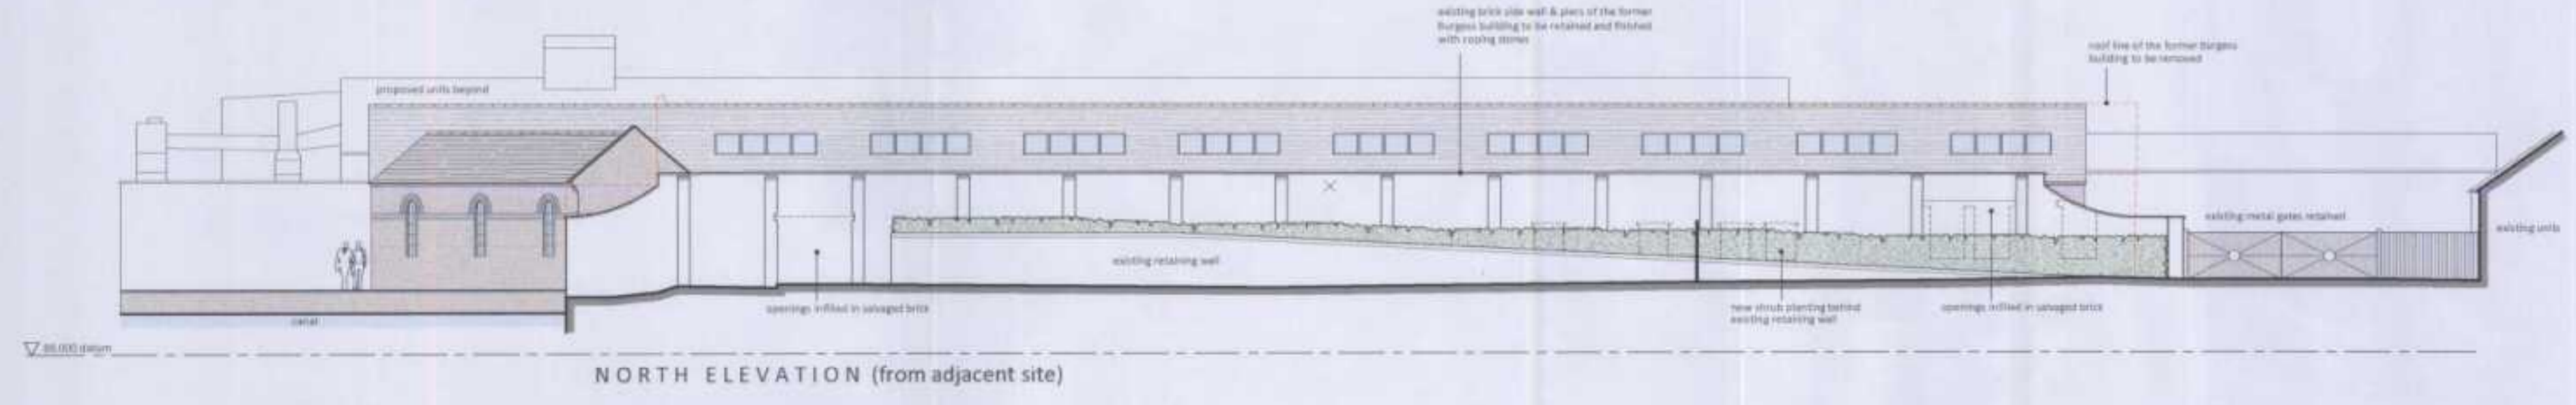 existing brick side wall & piers of the former
Burgess building to be retained and finished
with coping stones
roof line of the former Burgess
building to be removed
proposed units beyond
existing metal gates retained
existing units
existing retaining wall
openings infilled in salvaged brick
new shrub planting behind
existing retaining wall
openings infilled in salvaged brick
canal
88.000 datum
NORTH ELEVATION (from adjacent site)